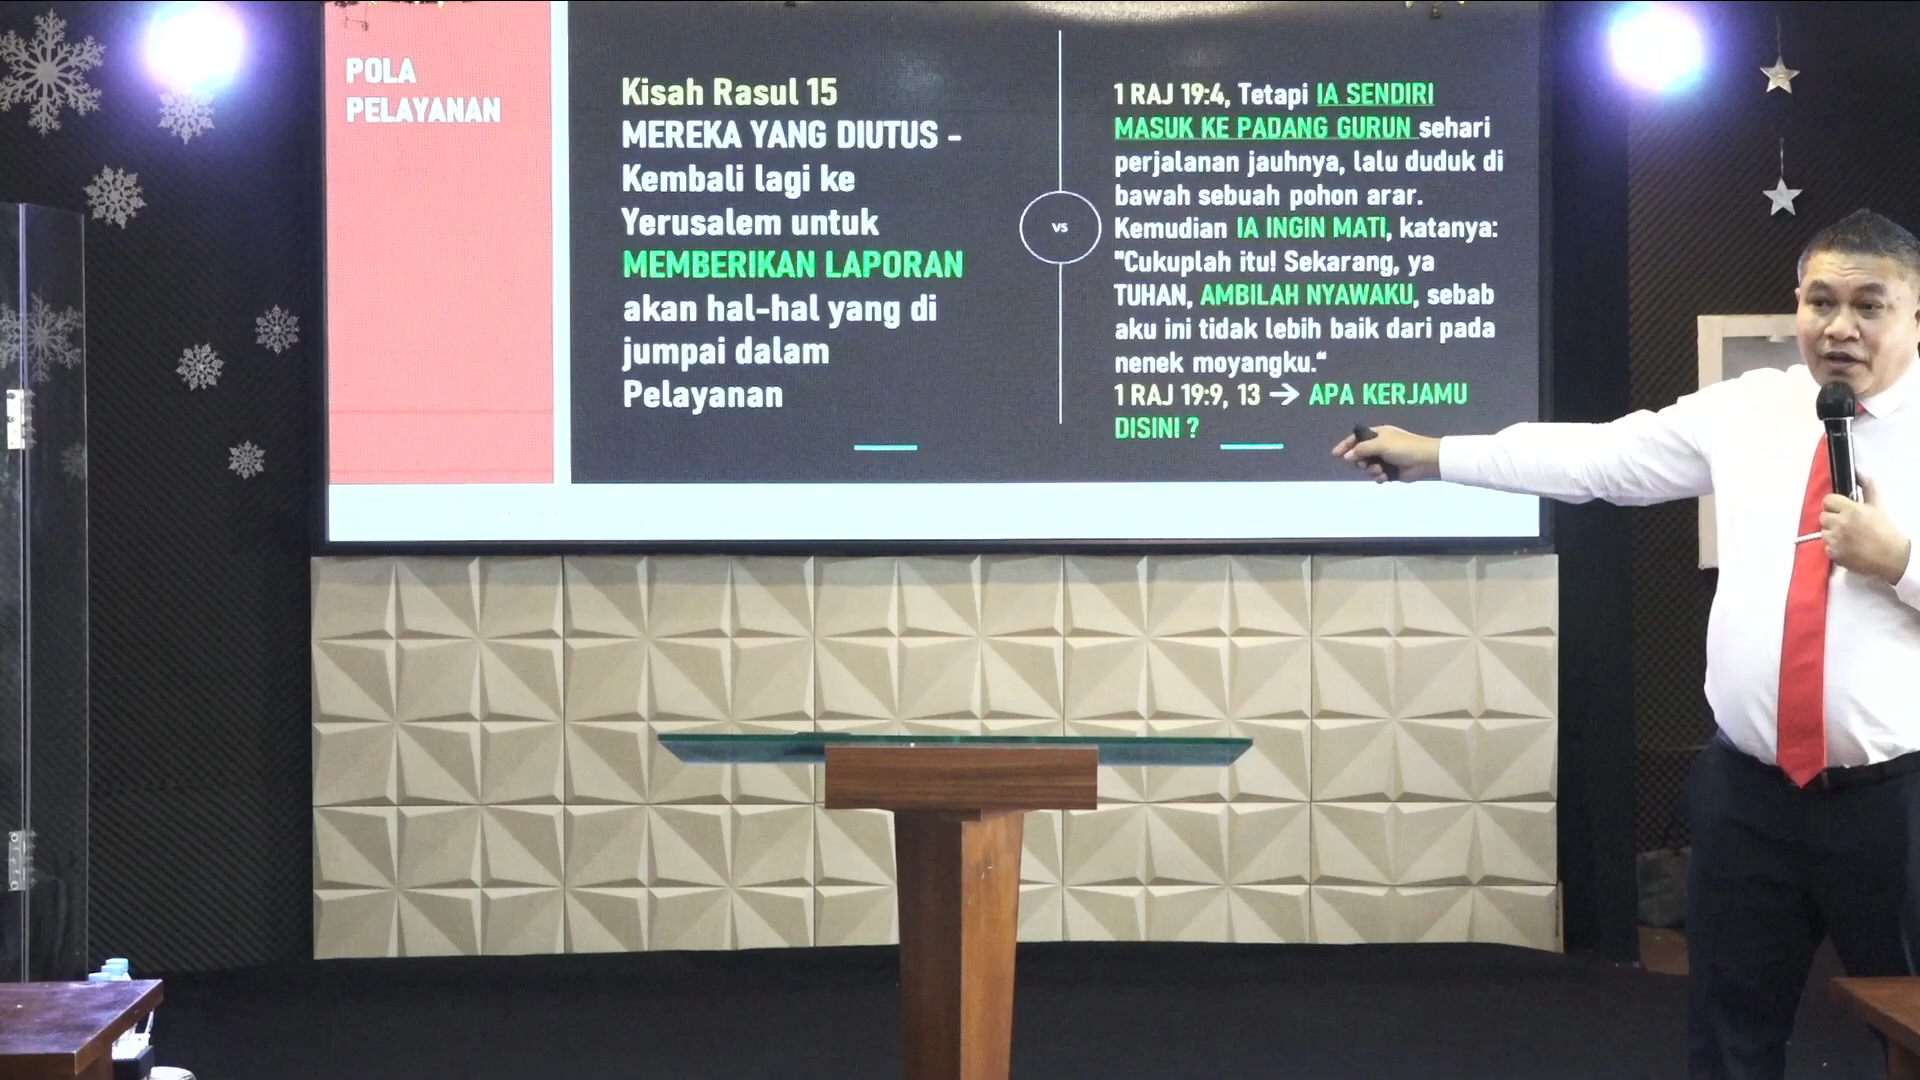 POLA
PELAYANAN
Kisah Rasul 15
MEREKA YANG DIUTUS -
Kembali lagi ke
Yerusalem untuk
MEMBERIKAN LAPORAN
akan hal-hal yang di
jumpai dalam
Pelayanan
vs
1 RAJ 19:4, Tetapi IA SENDIRI
MASUK KE PADANG GURUN sehari
perjalanan jauhnya, lalu duduk di
bawah sebuah pohon arar.
Kemudian IA INGIN MATI, katanya:
"Cukuplah itu! Sekarang, ya
TUHAN, AMBILAH NYAWAKU, sebab
aku ini tidak lebih baik dari pada
nenek moyangku.“
1 RAJ 19:9, 13 → APA KERJAMU
DISINI ?